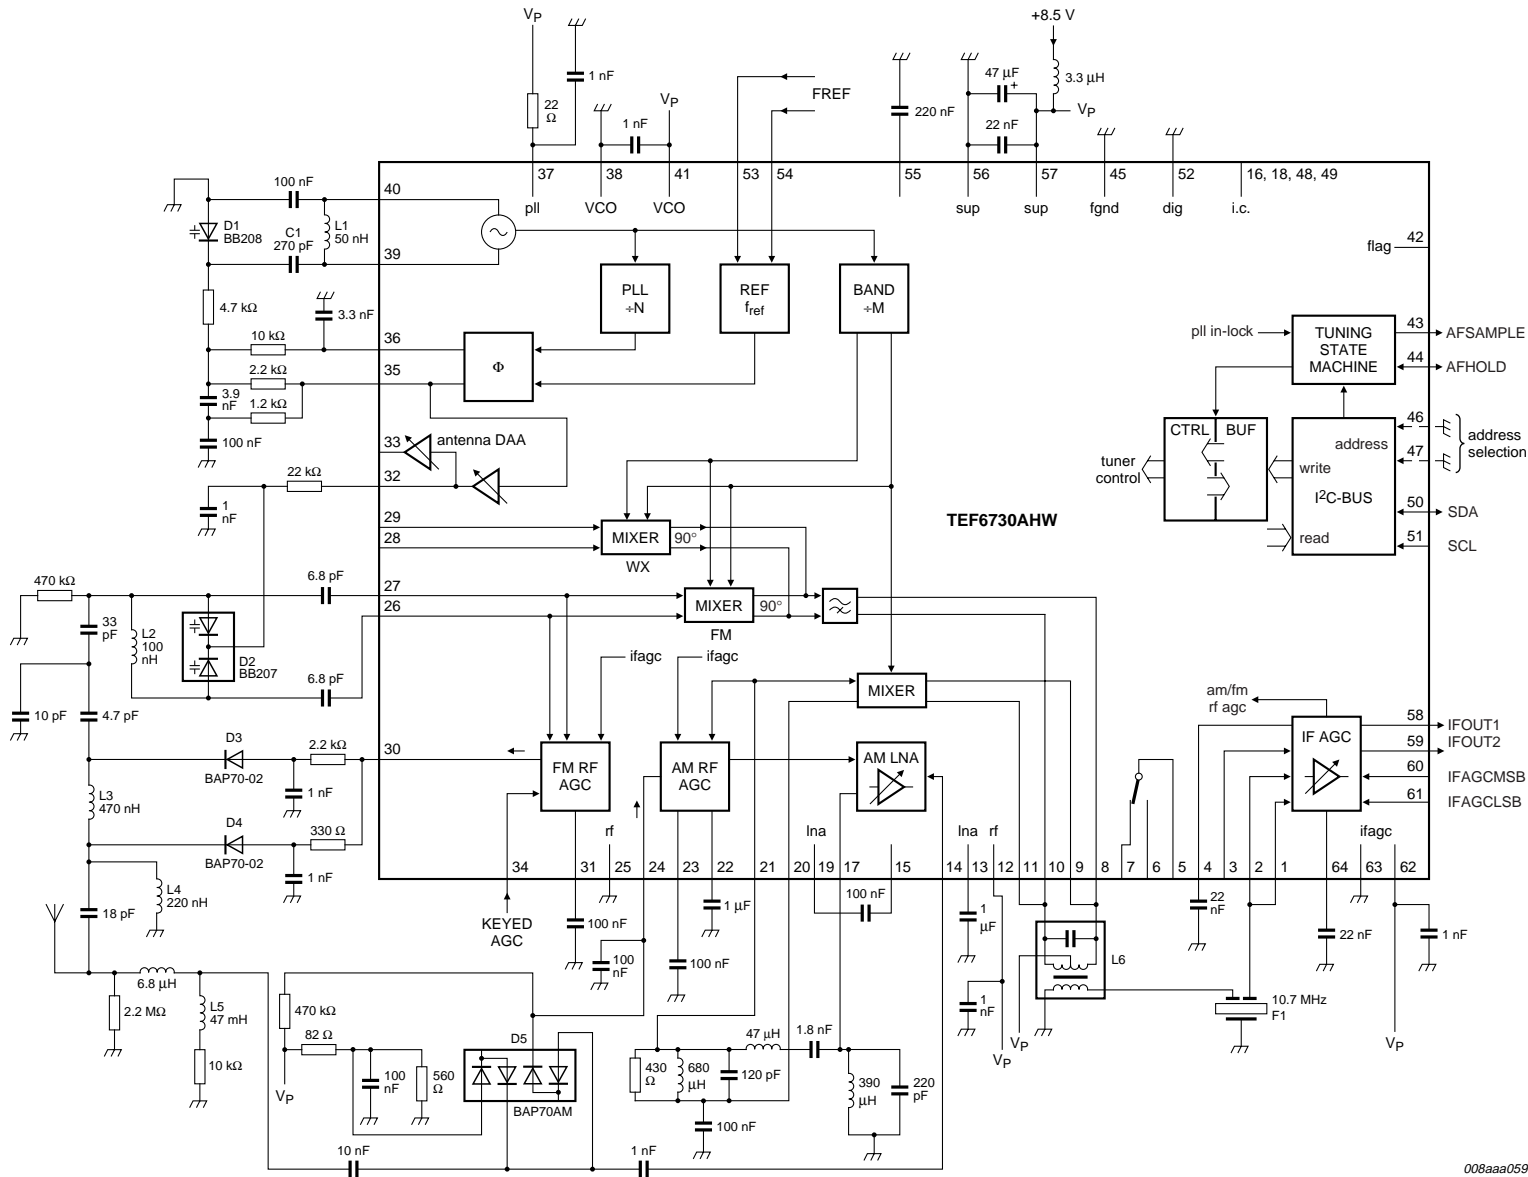 VP
+8.5 V
1 nF
22 Ω
1 nF
VP
FREF
220 nF
47 μF
+
22 nF
3.3 μH
VP
37
38
41
53
54
55
56
57
45
52
16, 18, 48, 49
pll
VCO
VCO
sup
sup
fgnd
dig
i.c.
40
100 nF
D1
BB208
C1
270 pF
L1
50 nH
39
flag
42
4.7 kΩ
3.3 nF
10 kΩ
36
2.2 kΩ
35
3.9 nF
1.2 kΩ
100 nF
PLL
÷N
REF
fref
BAND
÷M
Φ
pll in-lock
TUNING
STATE
MACHINE
43
AFSAMPLE
44
AFHOLD
33
antenna DAA
32
22 kΩ
1 nF
CTRL
BUF
tuner
control
address
write
I2C-BUS
read
46
47
address
selection
50
SDA
51
SCL
TEF6730AHW
29
28
MIXER
90°
WX
470 kΩ
6.8 pF
27
26
33 pF
L2
100 nH
D2
BB207
6.8 pF
MIXER
90°
FM
10 pF
4.7 pF
ifagc
ifagc
MIXER
am/fm
rf agc
D3
BAP70-02
2.2 kΩ
30
1 nF
FM RF
AGC
AM RF
AGC
AM LNA
IF AGC
58
IFOUT1
59
IFOUT2
60
IFAGCMSB
61
IFAGCLSB
L3
470 nH
D4
BAP70-02
330 Ω
1 nF
rf
lna
lna
rf
ifagc
34
31
25
24
23
22
21
20
19
17
15
14
13
12
11
10
9
8
7
6
5
4
3
2
1
64
63
62
L4
220 nH
18 pF
KEYED
AGC
100 nF
1 μF
100 nF
100 nF
100 nF
1 μF
22 nF
22 nF
1 nF
L6
6.8 μH
2.2 MΩ
L5
47 mH
10 kΩ
470 kΩ
82 Ω
VP
100 nF
560 Ω
D5
BAP70AM
430 Ω
680 μH
120 pF
47 μH
1.8 nF
390 μH
220 pF
100 nF
1 nF
VP
VP
10.7 MHz
F1
VP
10 nF
1 nF
008aaa059